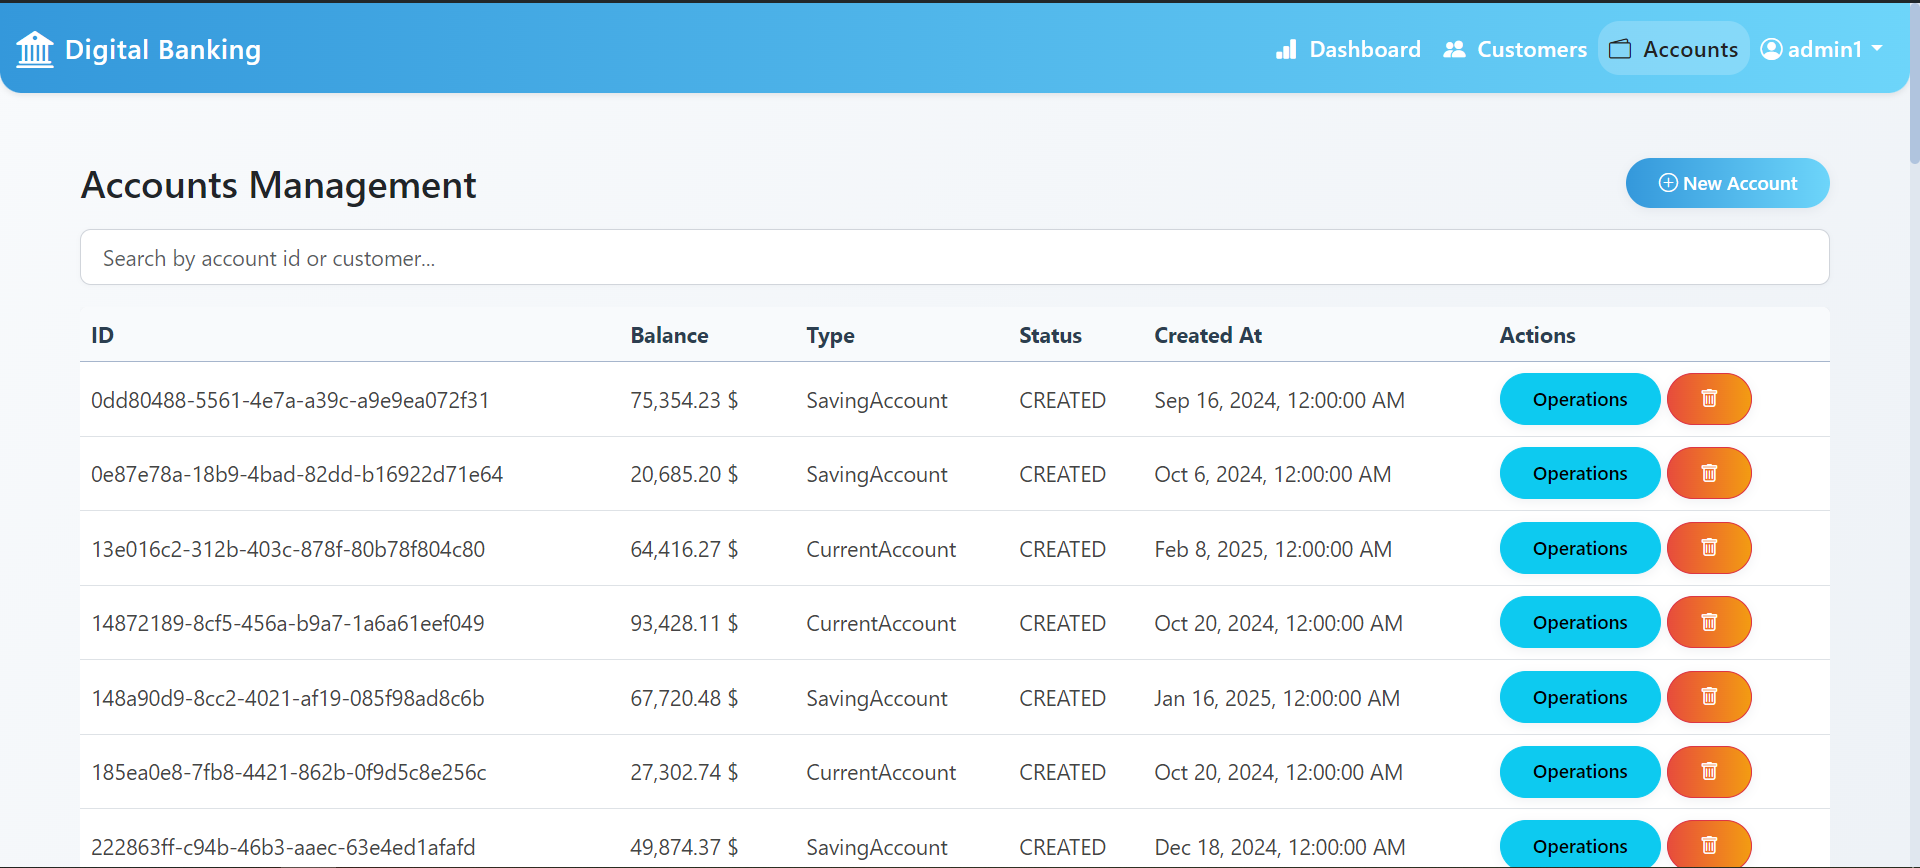 Digital Banking Dashboard Customers Accounts admin1
Accounts Management New Account
Search by account id or customer...
ID Balance Type Status Created At Actions
0dd80488-5561-4e7a-a39c-a9e9ea072f31 75,354.23 $ SavingAccount CREATED Sep 16, 2024, 12:00:00 AM Operations
0e87e78a-18b9-4bad-82dd-b16922d71e64 20,685.20 $ SavingAccount CREATED Oct 6, 2024, 12:00:00 AM Operations
13e016c2-312b-403c-878f-80b78f804c80 64,416.27 $ CurrentAccount CREATED Feb 8, 2025, 12:00:00 AM Operations
14872189-8cf5-456a-b9a7-1a6a61eef049 93,428.11 $ CurrentAccount CREATED Oct 20, 2024, 12:00:00 AM Operations
148a90d9-8cc2-4021-af19-085f98ad8c6b 67,720.48 $ SavingAccount CREATED Jan 16, 2025, 12:00:00 AM Operations
185ea0e8-7fb8-4421-862b-0f9d5c8e256c 27,302.74 $ CurrentAccount CREATED Oct 20, 2024, 12:00:00 AM Operations
222863ff-c94b-46b3-aaec-63e4ed1afafd 49,874.37 $ SavingAccount CREATED Dec 18, 2024, 12:00:00 AM Operations